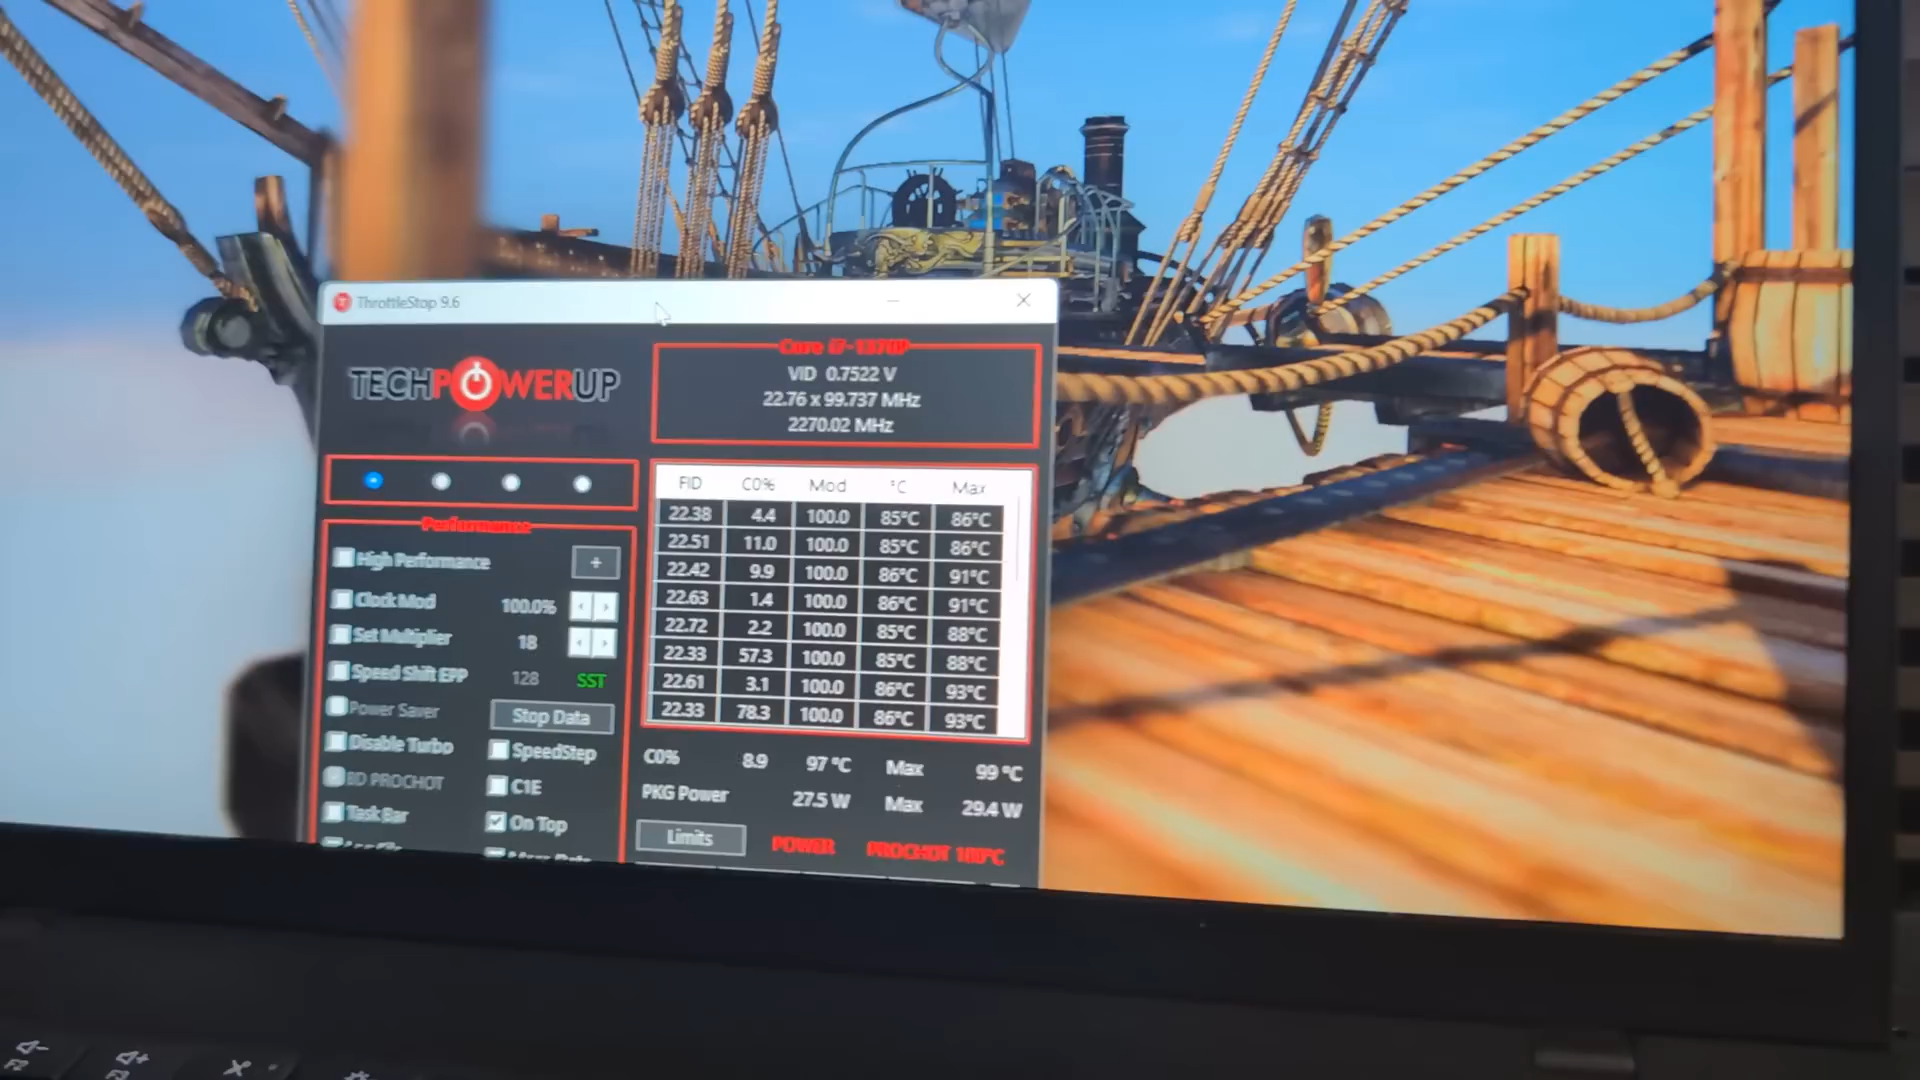 ThrottleStop 9.6
TECHPOWERUP
VID 0.7522 V
22.76 x 99.737 MHz
2270.02 MHz
FID C0% Mod °C Max
22.38 4.4 100.0 85°C 86°C
22.51 11.0 100.0 85°C 86°C
22.42 9.9 100.0 86°C 91°C
22.63 1.4 100.0 86°C 91°C
22.72 2.2 100.0 85°C 88°C
22.33 57.3 100.0 85°C 88°C
22.61 3.1 100.0 86°C 93°C
22.33 78.3 100.0 86°C 93°C
Performance
High Performance +
Clock Mod 100.0%
Set Multiplier 18
Speed Shift EPP 128 SST
Power Saver Stop Data
Disable Turbo SpeedStep
BD PROCHOT C1E
Task Bar On Top
C0% 8.9 97 °C Max 99 °C
PKG Power 27.5 W Max 29.4 W
Limits POWER PROCHOT 100°C
F2
F3